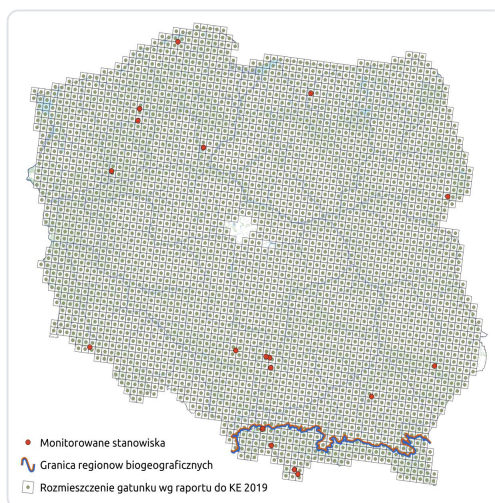 Monitorowane stanowiska
Granica regionow biogeograficznych
Rozmieszczenie gatunku wg raportu do KE 2019